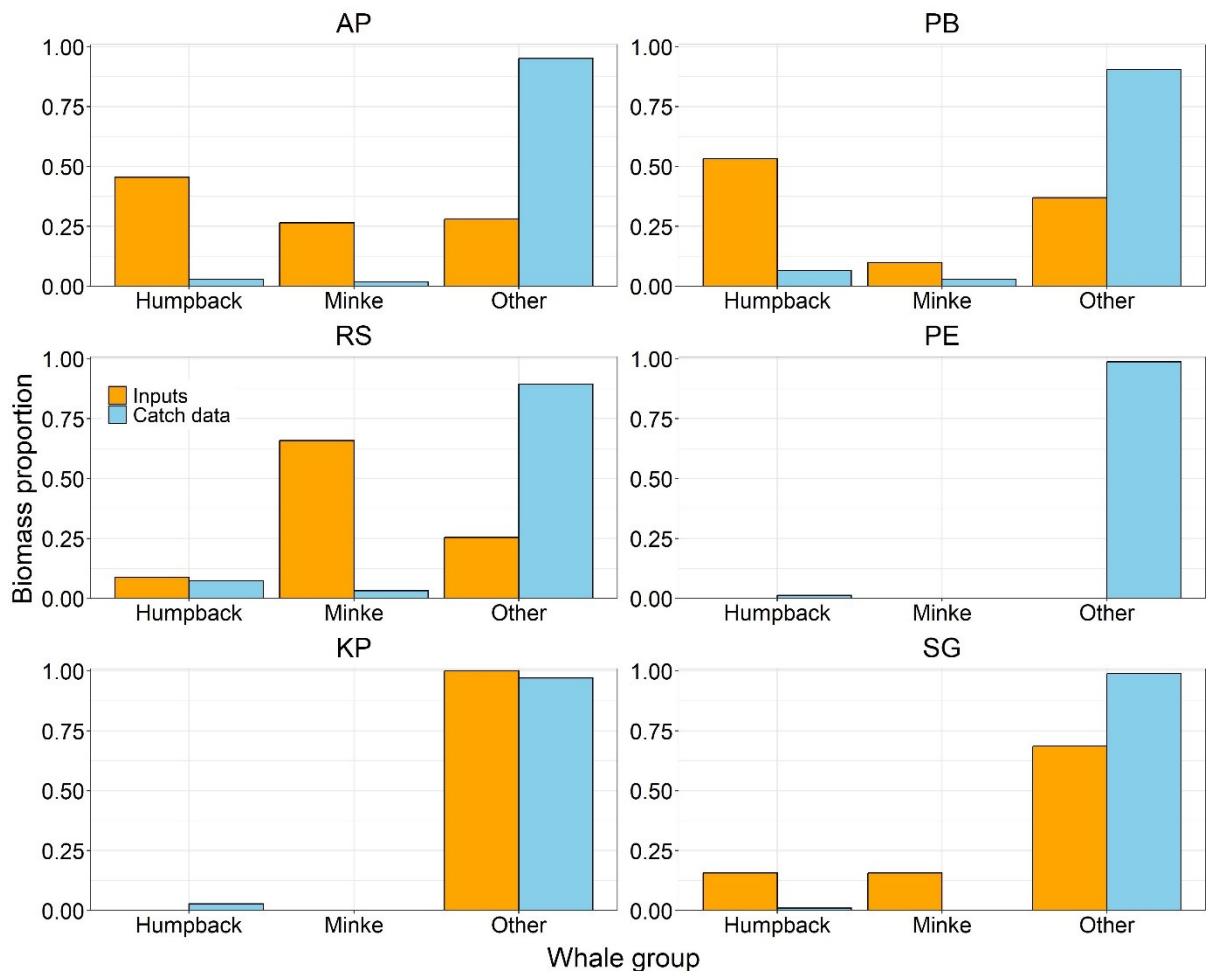 AP
1.00
0.75
0.50
0.25
0.00
Humpback Minke Other
PB
1.00
0.75
0.50
0.25
0.00
Humpback Minke Other
Biomass proportion
RS
1.00
0.75
0.50
0.25
0.00
Inputs
Catch data
Humpback Minke Other
PE
1.00
0.75
0.50
0.25
0.00
Humpback Minke Other
KP
1.00
0.75
0.50
0.25
0.00
Humpback Minke Other
SG
1.00
0.75
0.50
0.25
0.00
Humpback Minke Other
Whale group